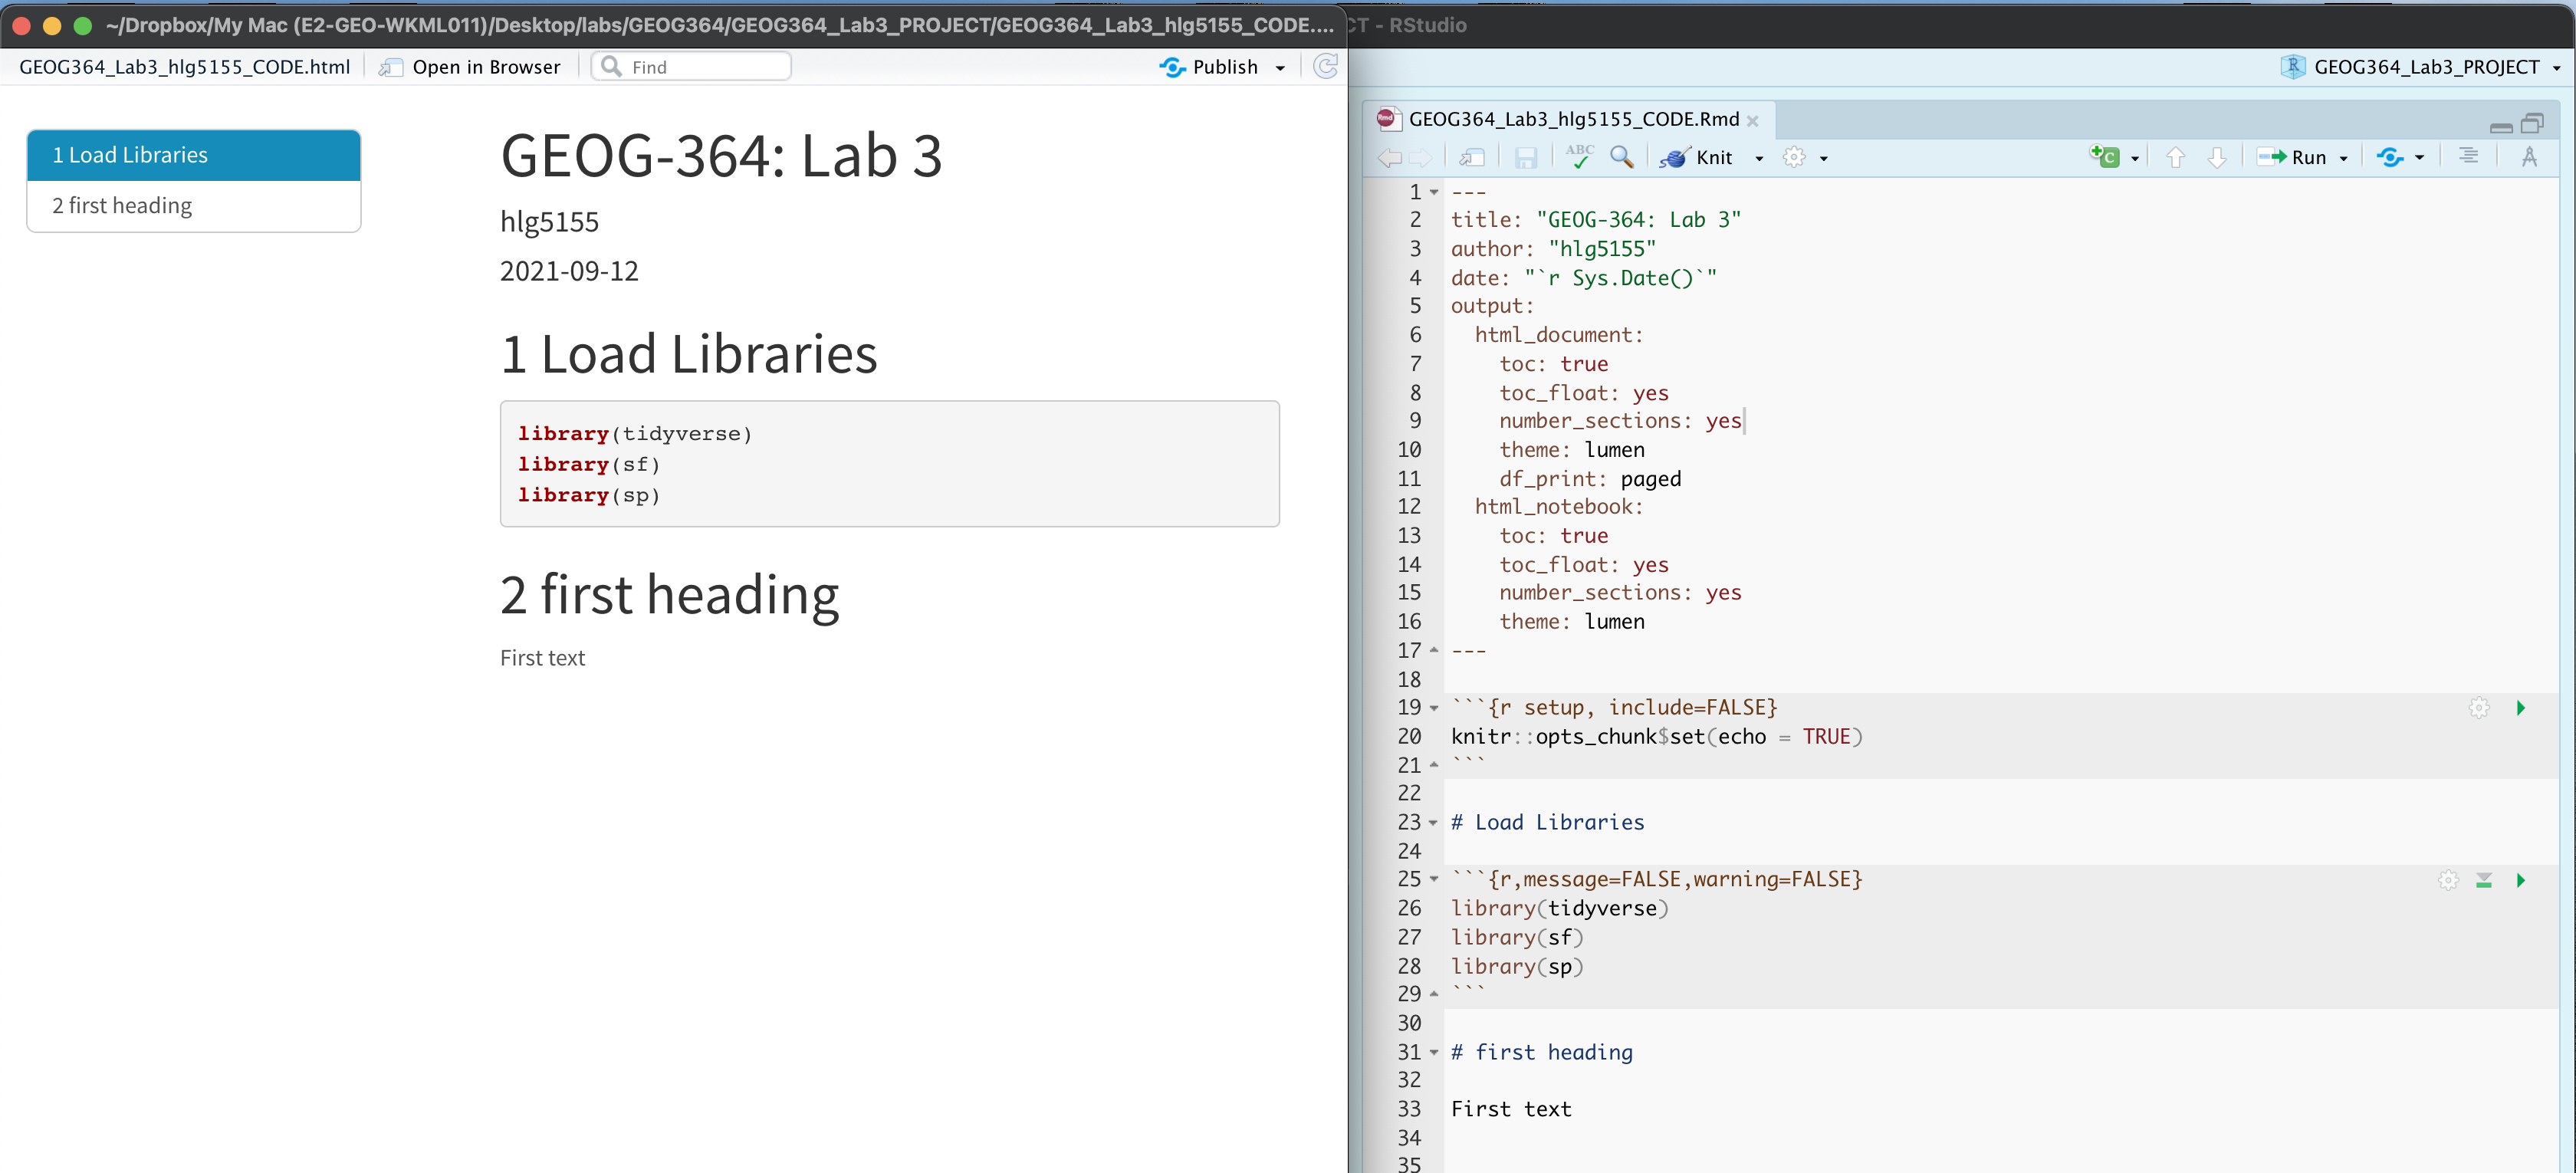 ~/Dropbox/My Mac (E2-GEO-WKML011)/Desktop/labs/GEOG364/GEOG364_Lab3_PROJECT/GEOG364_Lab3_hlg5155_CODE....
GEOG364_Lab3_hlg5155_CODE.html Open in Browser Find Publish
1 Load Libraries
2 first heading
GEOG-364: Lab 3
hlg5155
2021-09-12
1 Load Libraries
library(tidyverse)
library(sf)
library(sp)
2 first heading
First text
CT - RStudio
GEOG364_Lab3_PROJECT
GEOG364_Lab3_hlg5155_CODE.Rmd
ABC Knit Run
1 ---
2 title: "GEOG-364: Lab 3"
3 author: "hlg5155"
4 date: "`r Sys.Date()`"
5 output:
6   html_document:
7     toc: true
8     toc_float: yes
9     number_sections: yes
10     theme: lumen
11     df_print: paged
12   html_notebook:
13     toc: true
14     toc_float: yes
15     number_sections: yes
16     theme: lumen
17 ---
18
19 ```{r setup, include=FALSE}
20 knitr::opts_chunk$set(echo = TRUE)
21 ```
22
23 # Load Libraries
24
25 ```{r,message=FALSE,warning=FALSE}
26 library(tidyverse)
27 library(sf)
28 library(sp)
29 ```
30
31 # first heading
32
33 First text
34
35